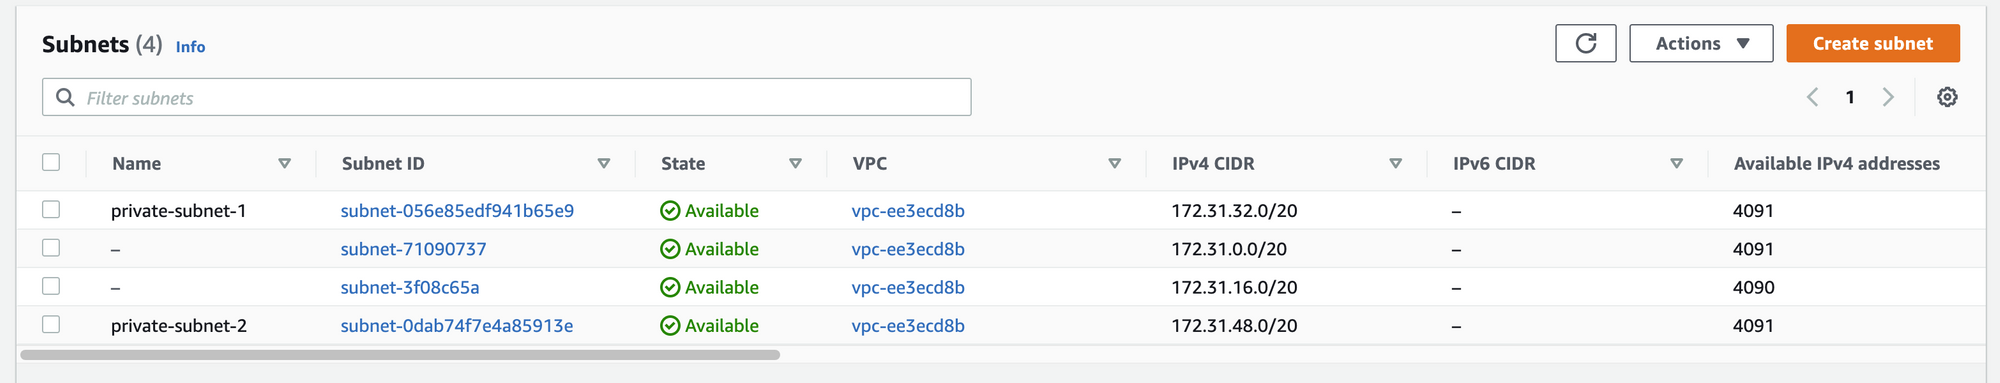 Subnets (4) Info Actions Create subnet
Filter subnets 1
Name Subnet ID State VPC IPv4 CIDR IPv6 CIDR Available IPv4 addresses
private-subnet-1 subnet-056e85edf941b65e9 Available vpc-ee3ecd8b 172.31.32.0/20 – 4091
– subnet-71090737 Available vpc-ee3ecd8b 172.31.0.0/20 – 4091
– subnet-3f08c65a Available vpc-ee3ecd8b 172.31.16.0/20 – 4090
private-subnet-2 subnet-0dab74f7e4a85913e Available vpc-ee3ecd8b 172.31.48.0/20 – 4091